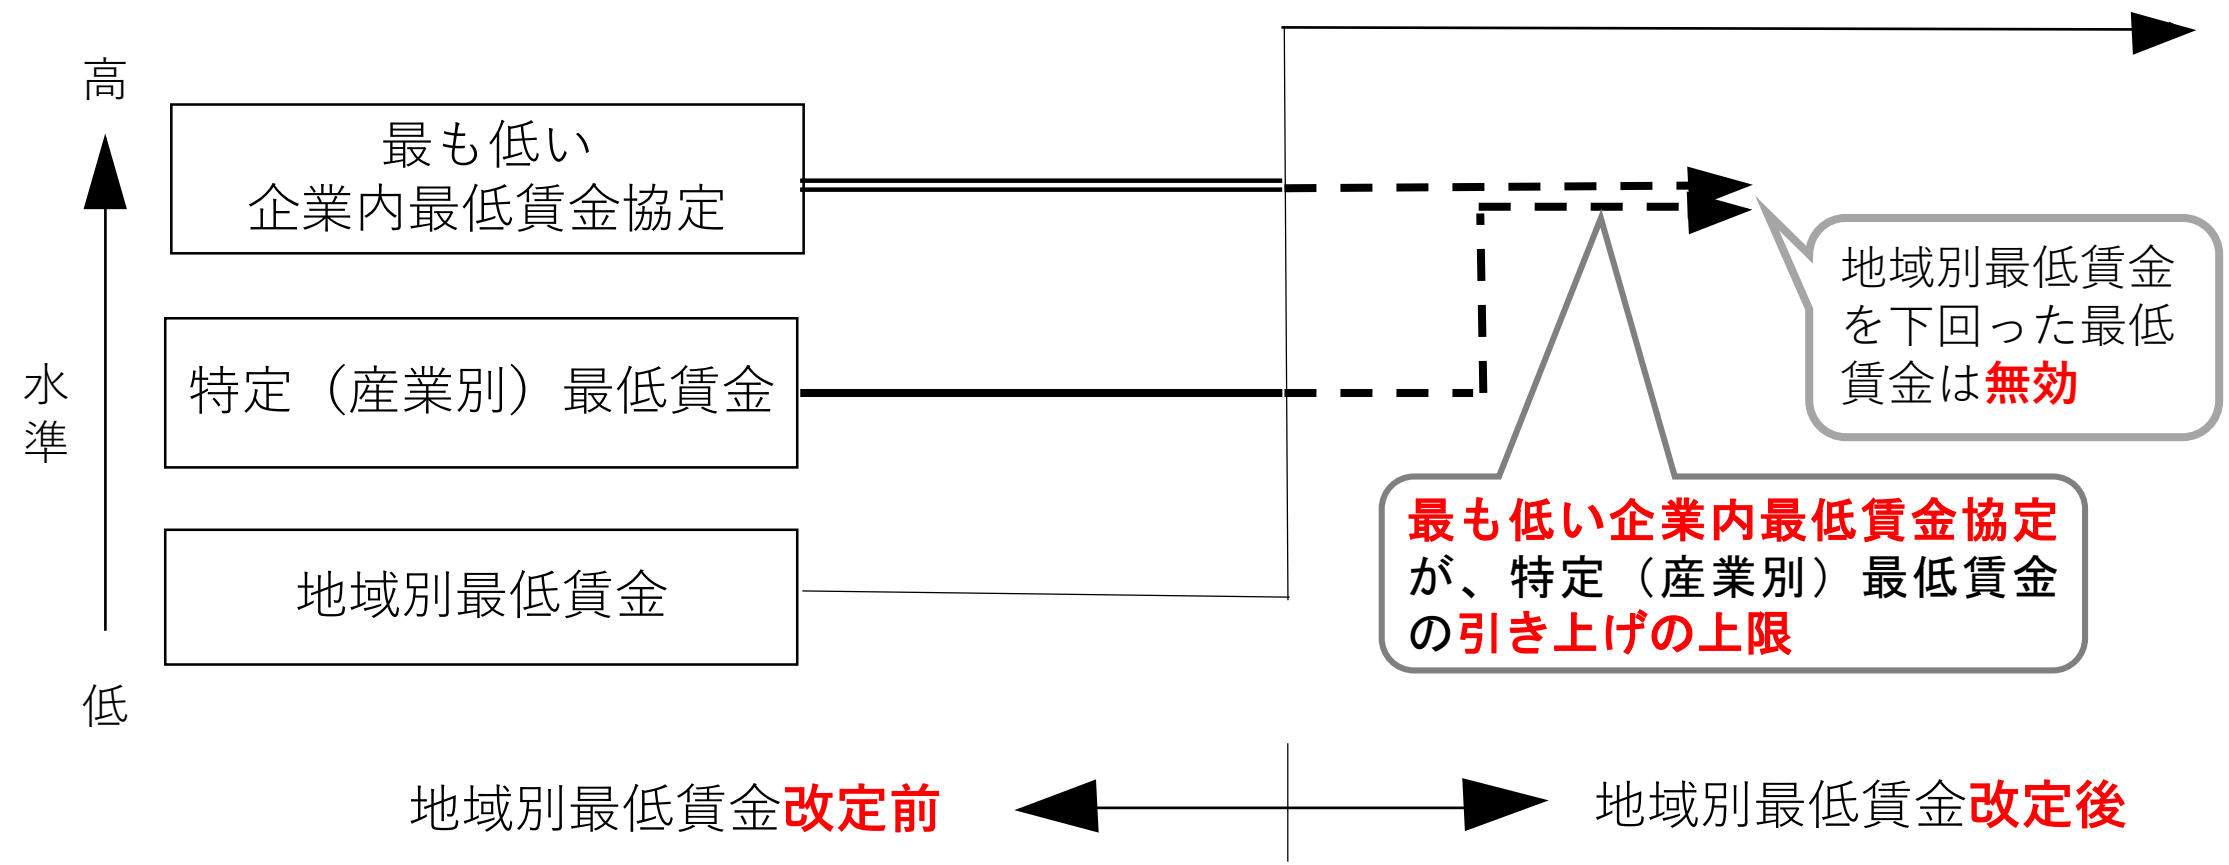 高
最も低い
企業内最低賃金協定
特定（産業別）最低賃金
地域別最低賃金
水
準
低
地域別最低賃金
を下回った最低
賃金は無効
最も低い企業内最低賃金協定
が、特定（産業別）最低賃金
の引き上げの上限
地域別最低賃金改定前
地域別最低賃金改定後